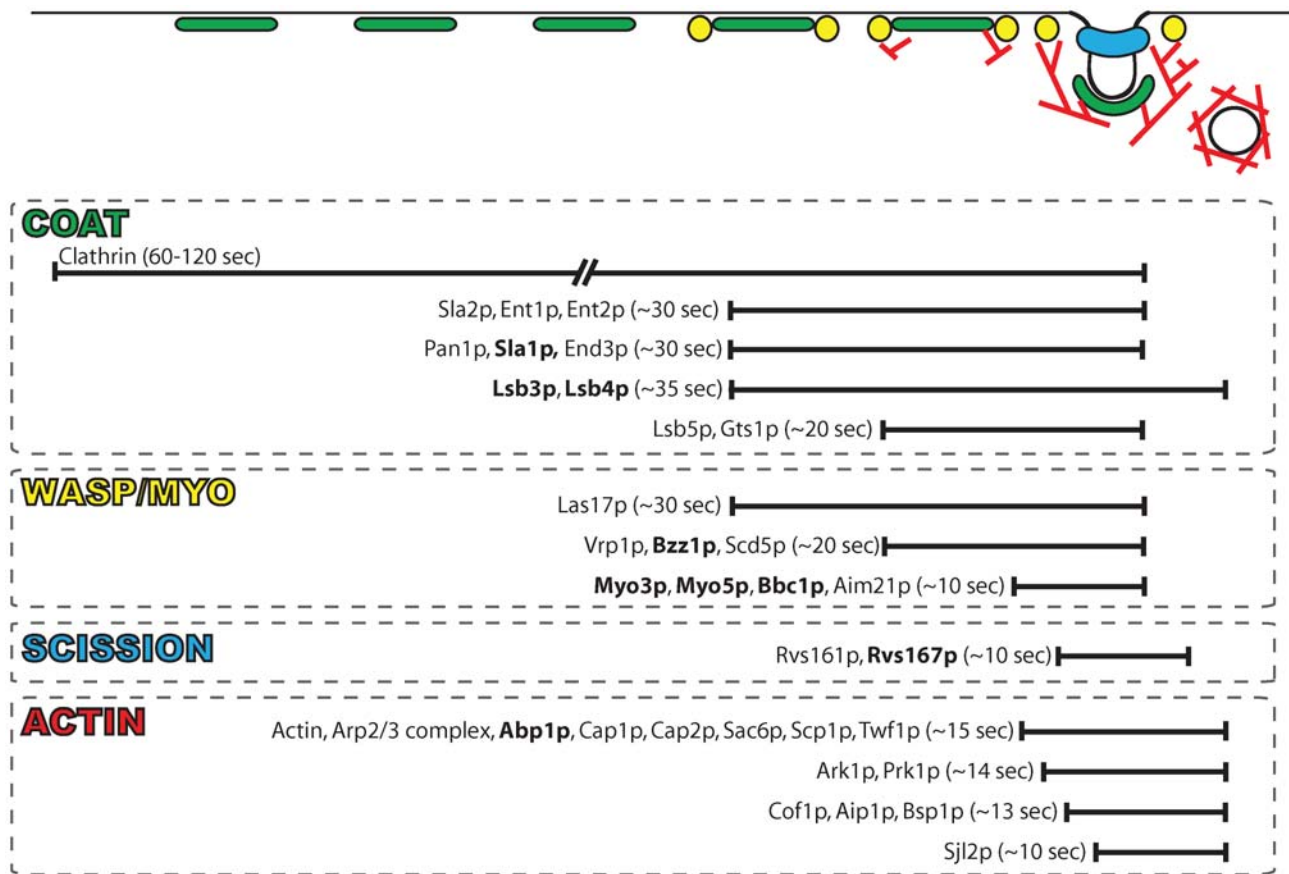 COAT
Clathrin (60-120 sec)
Sla2p, Ent1p, Ent2p (~30 sec)
Pan1p, Sla1p, End3p (~30 sec)
Lsb3p, Lsb4p (~35 sec)
Lsb5p, Gts1p (~20 sec)
WASP/MYO
Las17p (~30 sec)
Vrp1p, Bzz1p, Scd5p (~20 sec)
Myo3p, Myo5p, Bbc1p, Aim21p (~10 sec)
SCISSION
Rvs161p, Rvs167p (~10 sec)
ACTIN
Actin, Arp2/3 complex, Abp1p, Cap1p, Cap2p, Sac6p, Scp1p, Twf1p (~15 sec)
Ark1p, Prk1p (~14 sec)
Cof1p, Aip1p, Bsp1p (~13 sec)
Sjl2p (~10 sec)